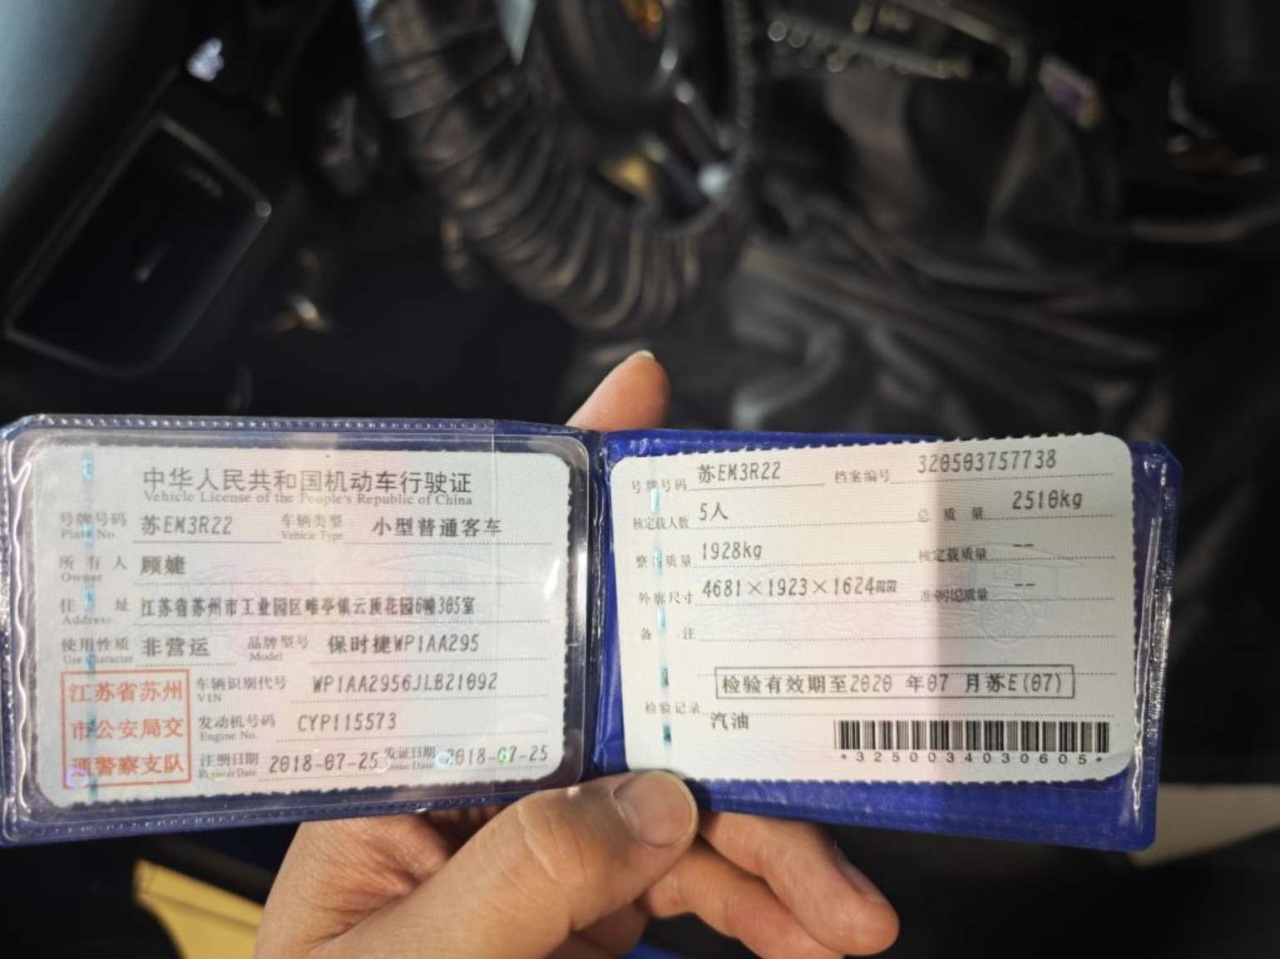 中华人民共和国机动车行驶证
Vehicle License of the People's Republic of China
号牌号码 苏EM3R22 车辆类型 小型普通客车
Plate No. Vehicle Type
所有人 顾婕
Owner
住址 江苏省苏州市工业园区唯亭镇云顶花园6幢305室
Address
使用性质 非营运 品牌型号 保时捷WP1AA295
Use Character Model
江苏省苏州
市公安局交
通警察支队
车辆识别代号 WP1AA2956JLB21092
VIN
发动机号码 CYP115573
Engine No.
注册日期 2018-07-25 发证日期 2018-07-25
Register Date Issue Date
号牌号码 苏EM3R22 档案编号 320503757738
核定载人数 5人 总质量 2510kg
整备质量 1928kg 核定载质量 --
外廓尺寸 4681×1923×1624mm 准牵引总质量 --
备注
检验有效期至2020 年07 月苏E(07)
检验记录
汽油
*3250034030605*